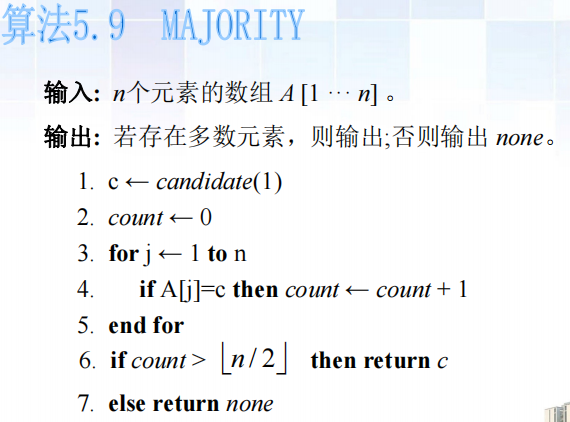 算法5.9 MAJORITY
输入: n个元素的数组 A [1 ··· n] 。
输出: 若存在多数元素，则输出;否则输出 none。
1. c ← candidate(1)
2. count ← 0
3. for j ← 1 to n
4. if A[j]=c then count ← count + 1
5. end for
6. if count > ⌊n / 2⌋ then return c
7. else return none